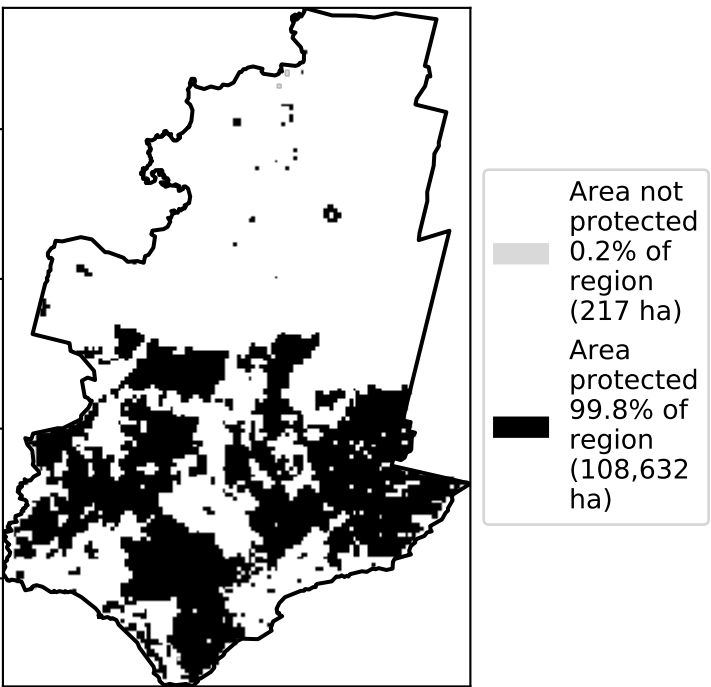 Area not
protected
0.2% of
region
(217 ha)
Area
protected
99.8% of
region
(108,632
ha)